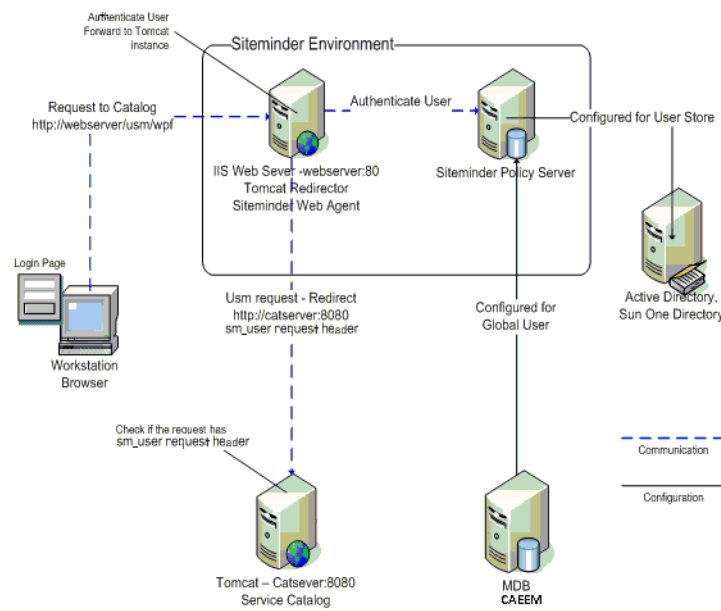 Authenticate User
Forward to Tomcat
instance
Siteminder Environment
Request to Catalog
http://webserver/usm/wpf
Authenticate User
Configured for User Store
IIS Web Sever -webserver:80
Tomcat Redirector
Siteminder Web Agent
Siteminder Policy Server
Login Page
Workstation
Browser
Usm request - Redirect
http://catserver:8080
sm_user request header
Configured for
Global User
Active Directory,
Sun One Directory
Check if the request has
sm_user request header
Communication
Configuration
Tomcat – Catsever:8080
Service Catalog
MDB
CAEEM